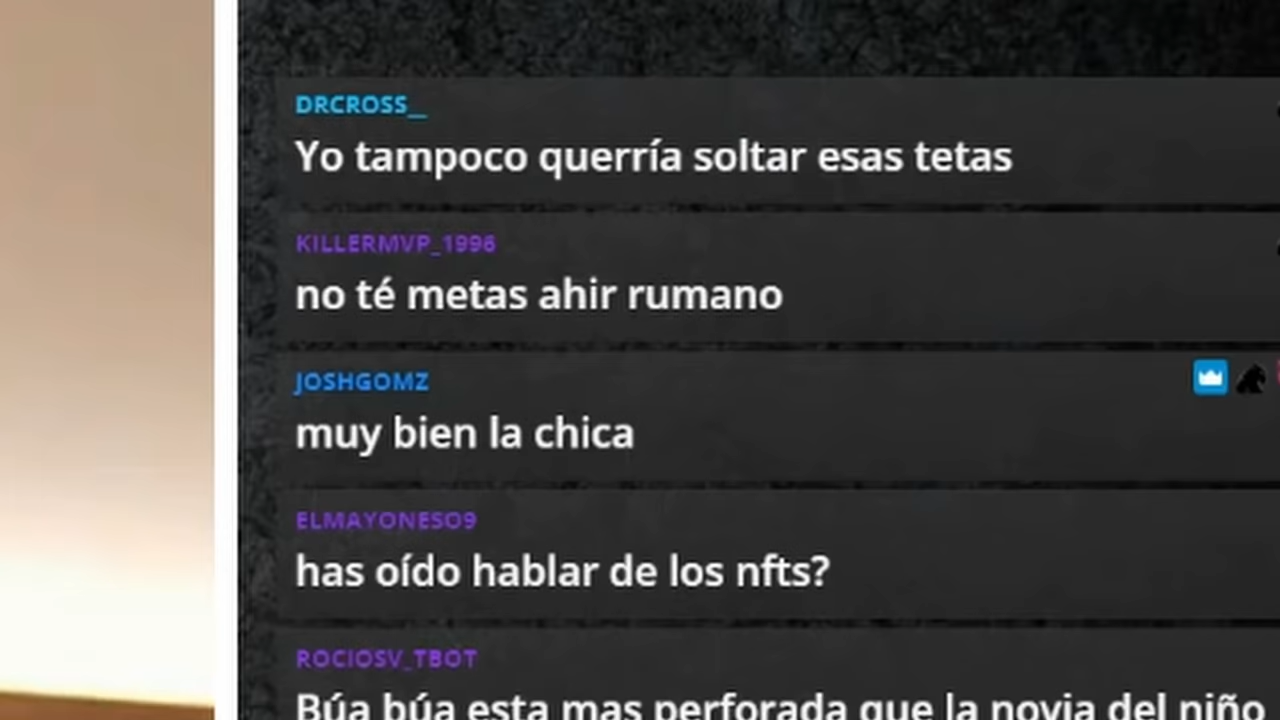 DRCROSS__
Yo tampoco querría soltar esas tetas
KILLERMVP_1996
no té metas ahir rumano
JOSHGOMZ
muy bien la chica
ELMAYONESO9
has oído hablar de los nfts?
ROCIOSV_TBOT
Búa búa esta mas perforada que la novia del niño